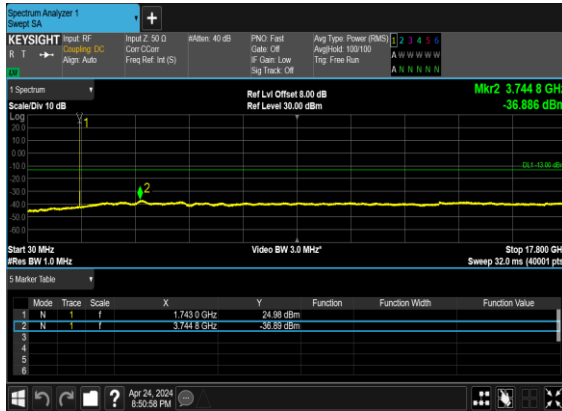 Spectrum Analyzer 1
Swept SA
+
KEYSIGHT Input: RF Input Z: 50 Ω #Atten: 40 dB PNO: Fast Avg Type: Power (RMS) 1 2 3 4 5 6
R T Coupling: DC Corr CCorr Gate: Off Avg|Hold: 100/100 A W W W W W
Align: Auto Freq Ref: Int (S) IF Gain: Low Trig: Free Run
LXI Sig Track: Off A N N N N N
1 Spectrum Ref Lvl Offset 8.00 dB Mkr2 3.744 8 GHz
Scale/Div 10 dB Ref Level 30.00 dBm -36.886 dBm
Log
1
20.0
10.0
0.00
-10.0
DL1 -13.00 dBm
-20.0
-30.0
2
-40.0
-50.0
-60.0
Start 30 MHz Video BW 3.0 MHz* Stop 17.800 GHz
#Res BW 1.0 MHz Sweep 32.0 ms (40001 pts)
5 Marker Table
Mode Trace Scale X Y Function Function Width Function Value
1 N 1 f 1.743 0 GHz 24.98 dBm
2 N 1 f 3.744 8 GHz -36.89 dBm
3
4
5
6
? Apr 24, 2024
8:50:58 PM